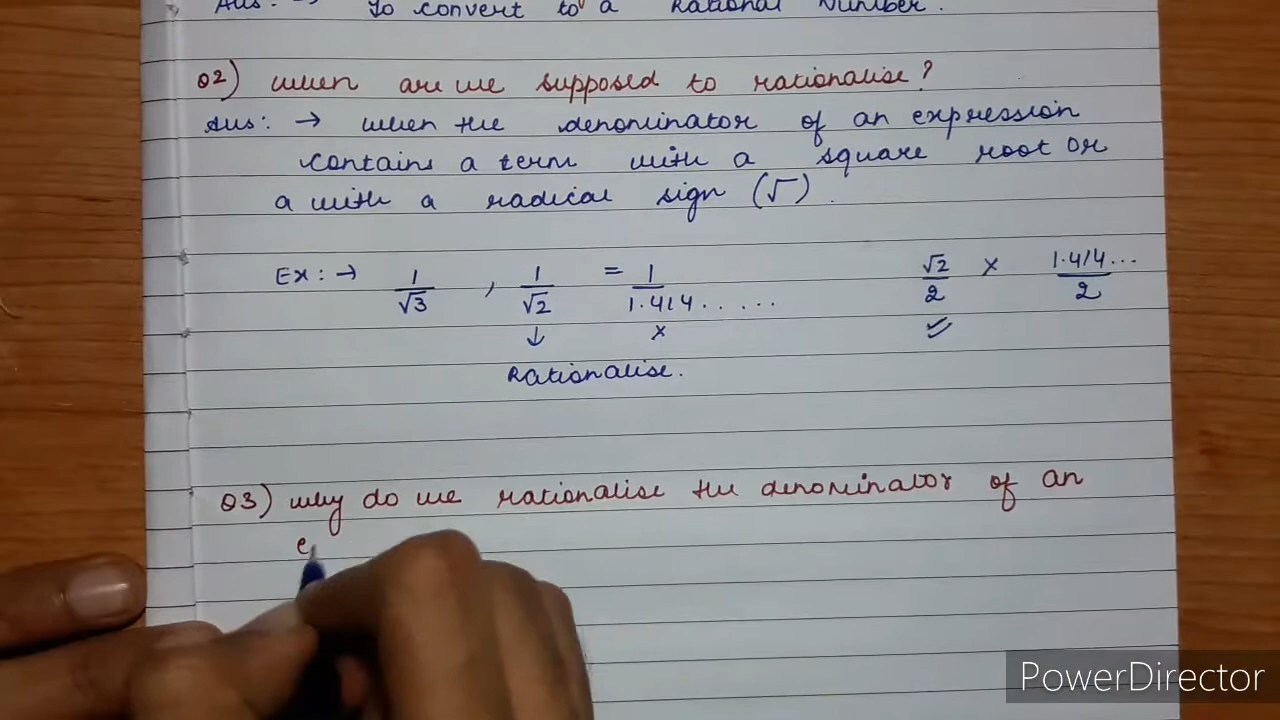 Ans: → To convert to a Rational Number.
Q2) when are we supposed to rationalise?
Ans: → when the denominator of an expression
contains a term with a square root or
a with a radical sign (√).
Ex: → 1/√3 , 1/√2 = 1/1.414...... √2/2 × 1.414.../2
↓ ×
Rationalise.
Q3) why do we rationalise the denominator of an
e
PowerDirector